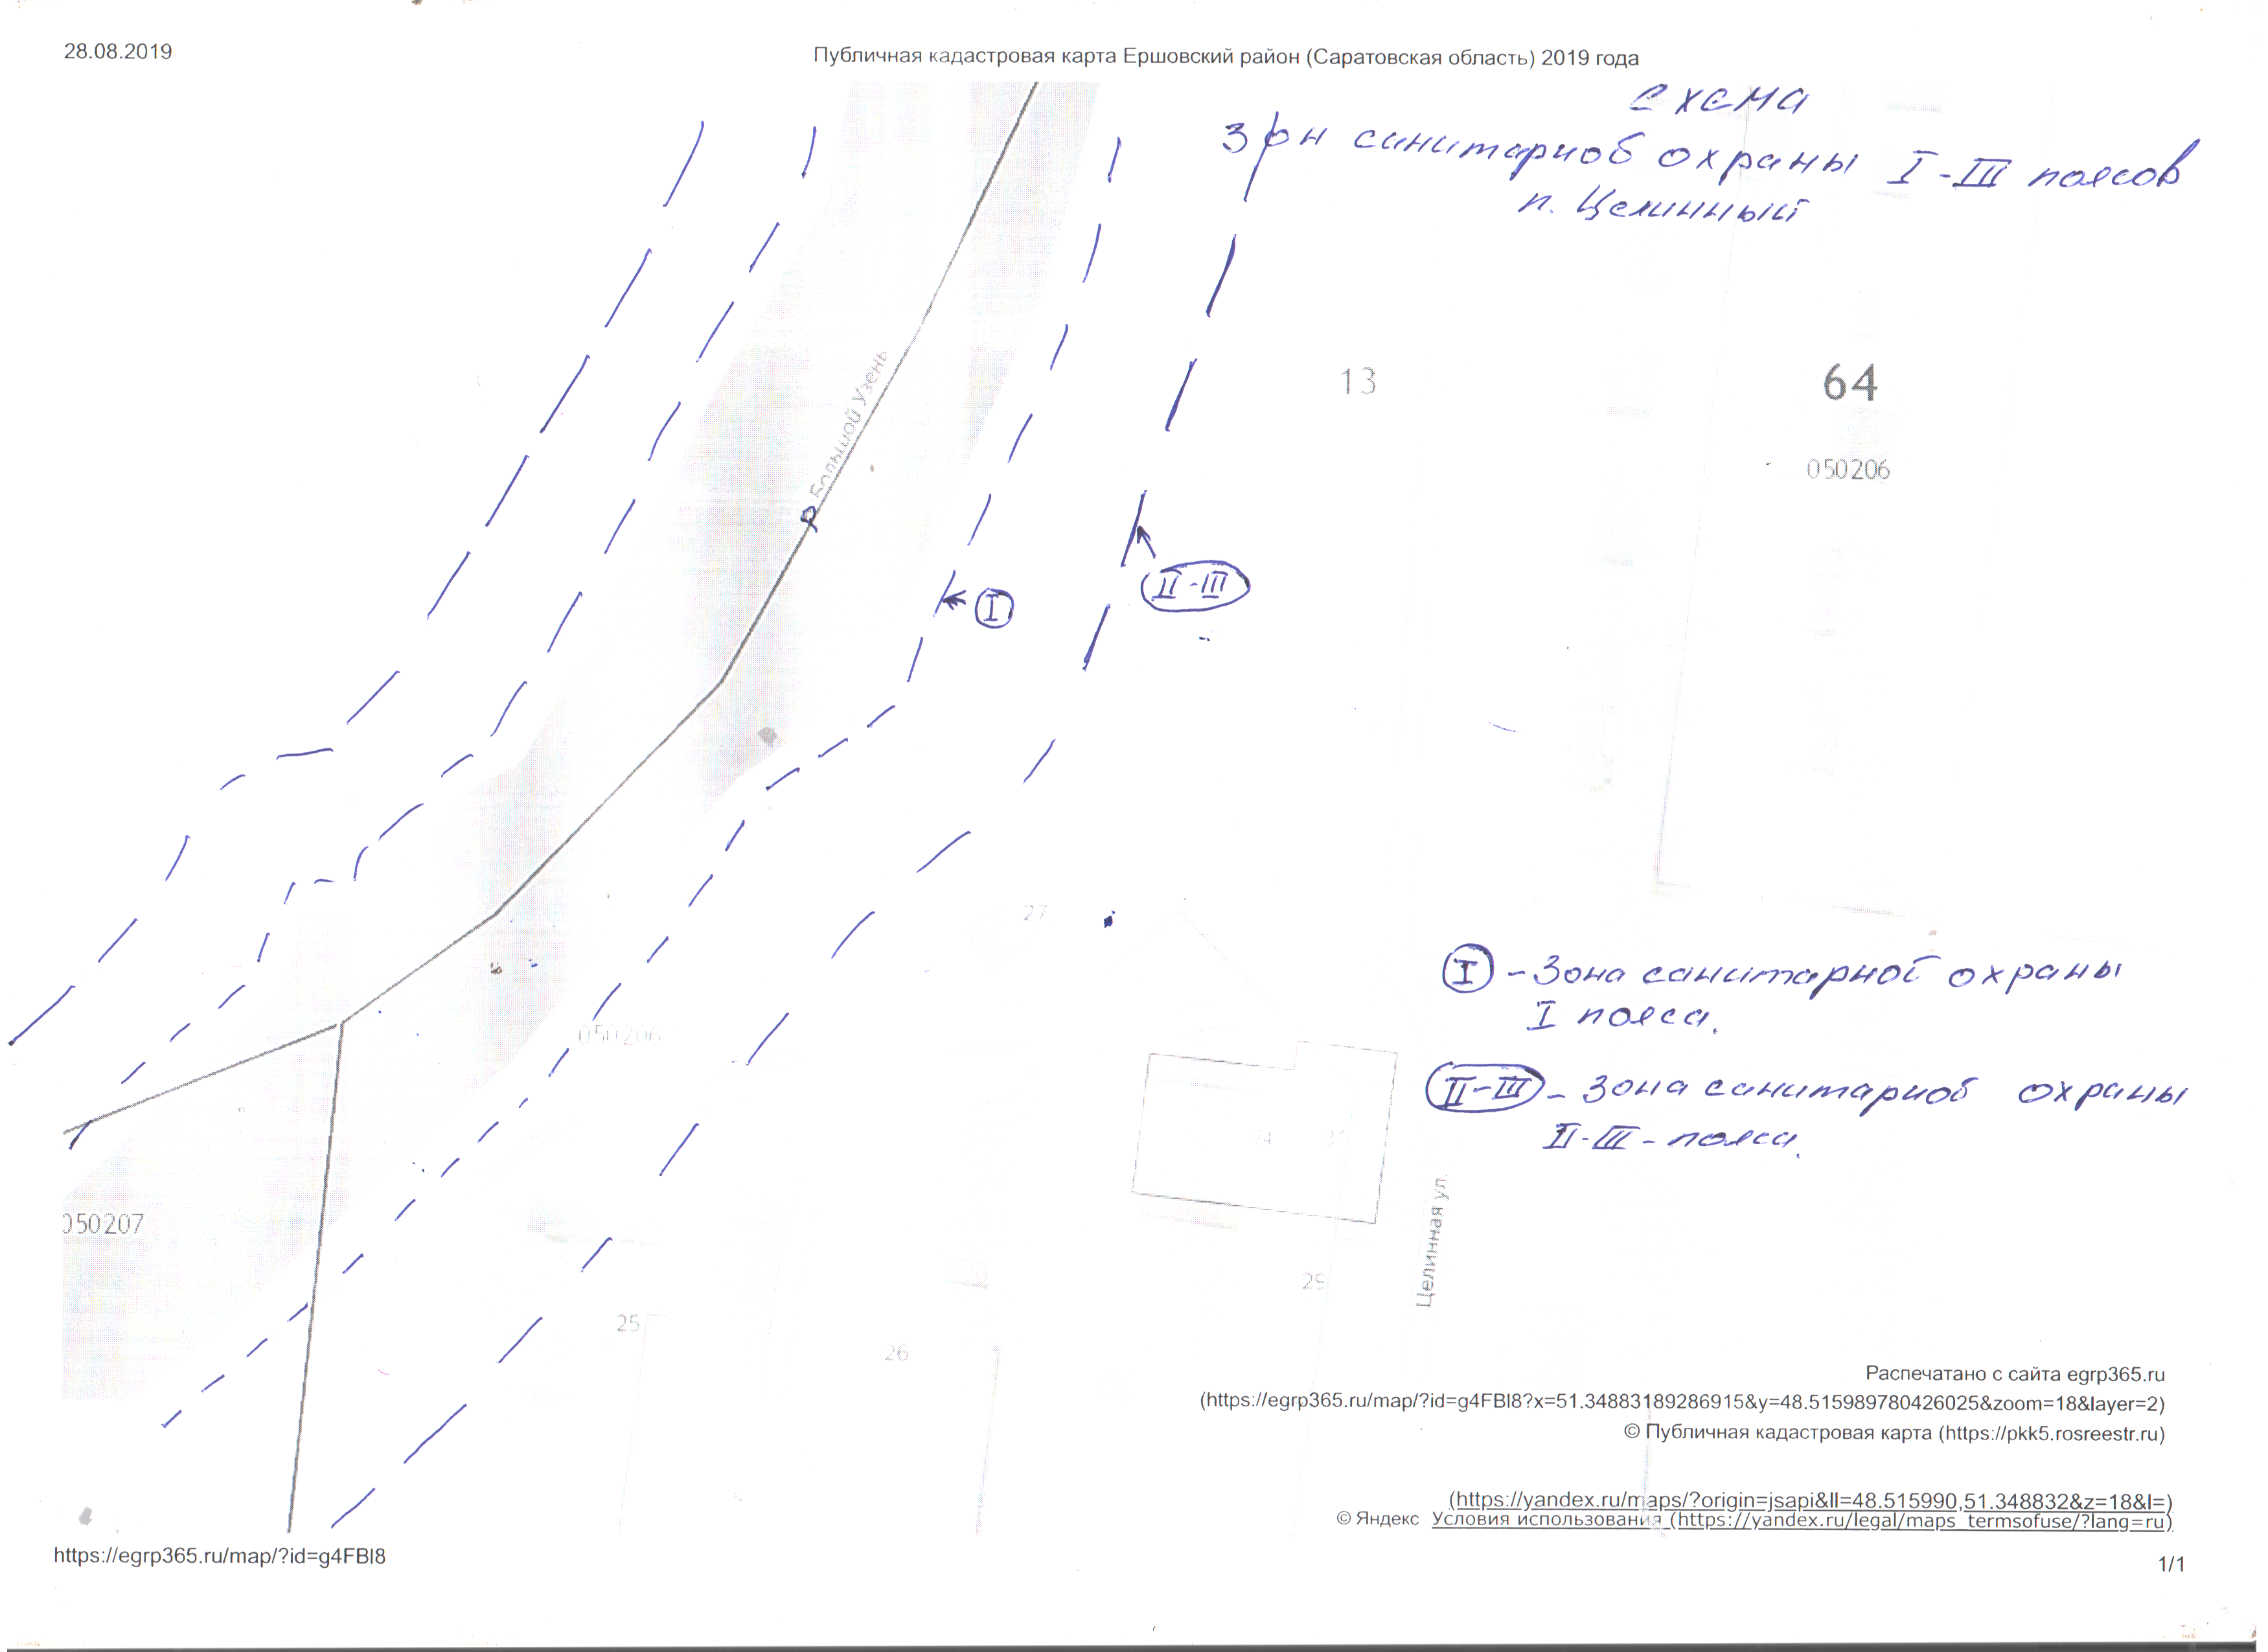 28.08.2019
Публичная кадастровая карта Ершовский район (Саратовская область) 2019 года
схема
зон санитарной охраны I-III поясов
п. Целинный
13
64
050206
р. Большой Узень
I
II-III
27
050206
I - Зона санитарной охраны
I пояса.
II-III - Зона санитарной охраны
II-III - пояса.
050207
Целинная ул.
29
25
26
Распечатано с сайта egrp365.ru
(https://egrp365.ru/map/?id=g4FBI8?x=51.34883189286915&y=48.515989780426025&zoom=18&layer=2)
© Публичная кадастровая карта (https://pkk5.rosreestr.ru)
(https://yandex.ru/maps/?origin=jsapi&ll=48.515990,51.348832&z=18&l=)
© Яндекс Условия использования (https://yandex.ru/legal/maps_termsofuse/?lang=ru)
https://egrp365.ru/map/?id=g4FBI8
1/1